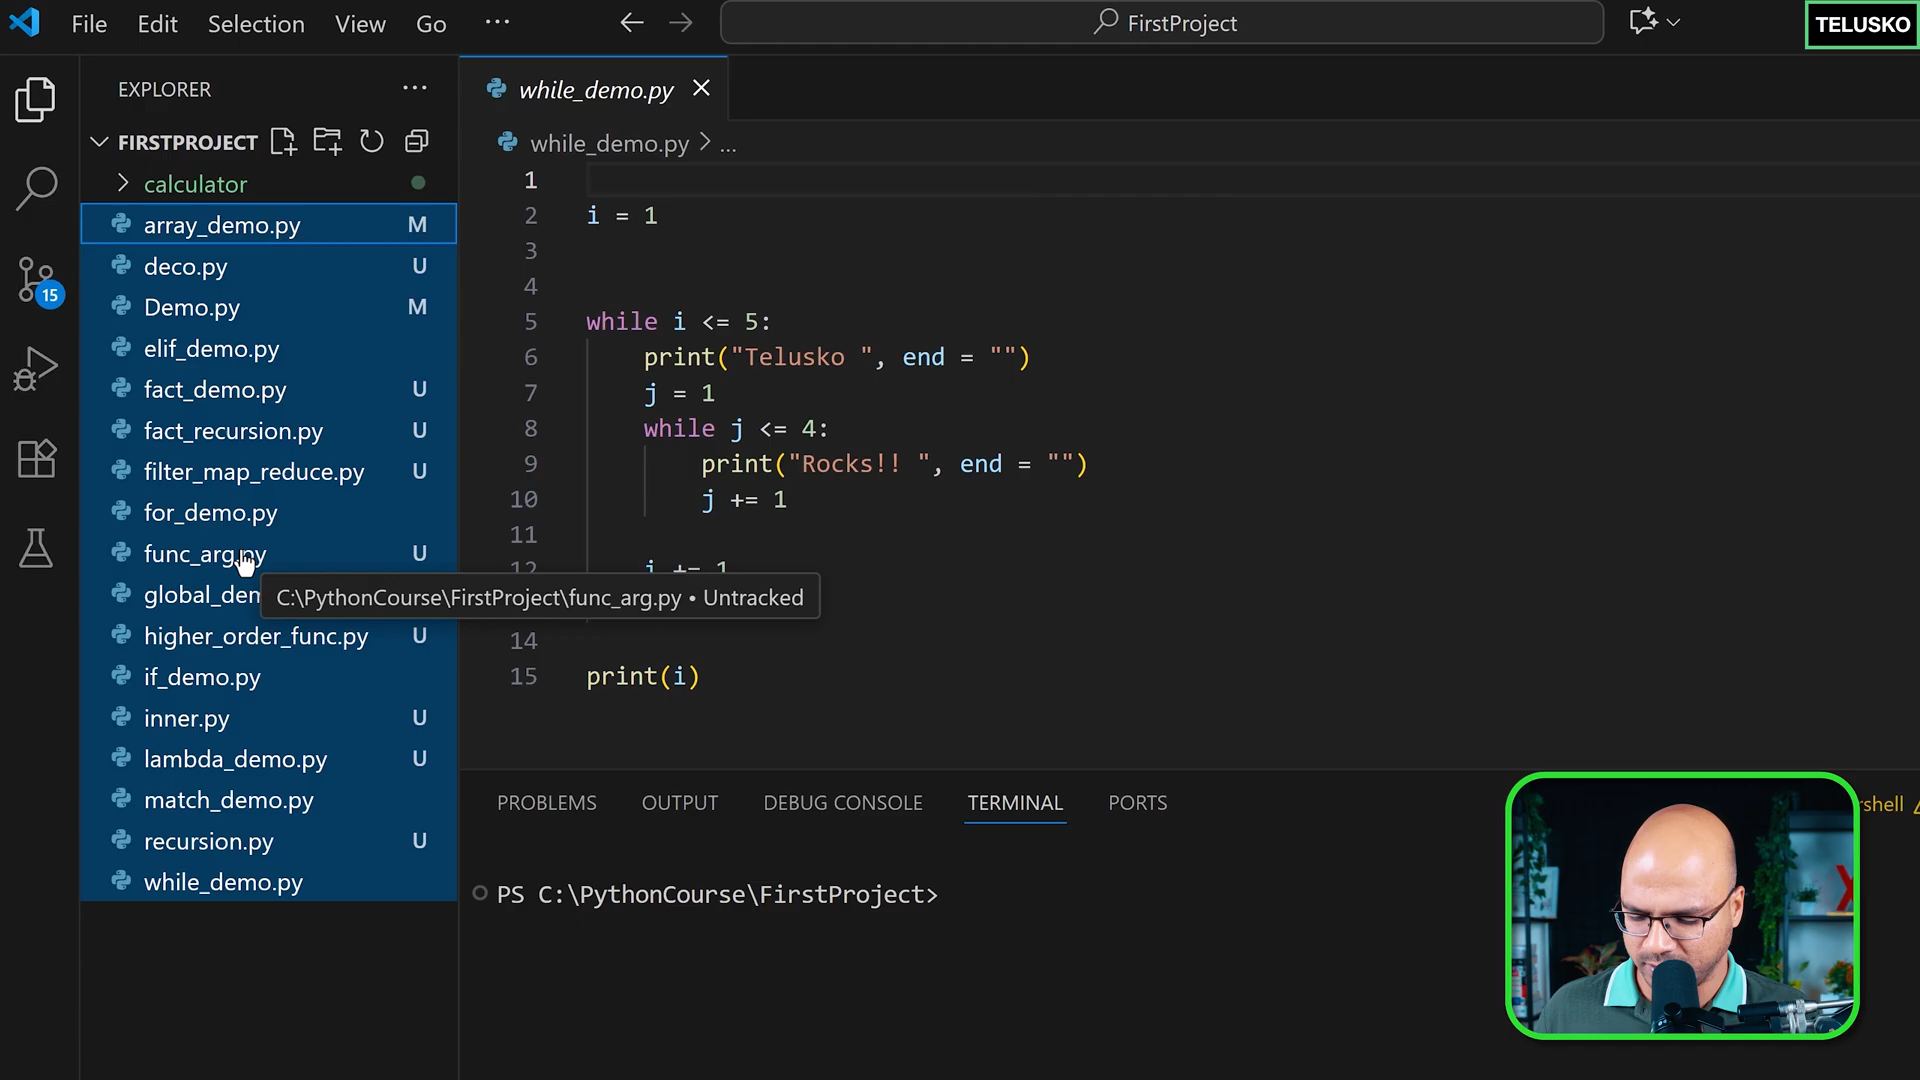 File Edit Selection View Go ...
FirstProject
TELUSKO
EXPLORER
FIRSTPROJECT
calculator
array_demo.py M
deco.py U
Demo.py M
elif_demo.py
fact_demo.py U
fact_recursion.py U
filter_map_reduce.py U
for_demo.py
func_arg.py U
higher_order_func.py U
if_demo.py
inner.py U
lambda_demo.py U
match_demo.py
recursion.py U
while_demo.py
15
while_demo.py
while_demo.py > ...
1
2 i = 1
3
4
5 while i <= 5:
6 print("Telusko ", end = "")
7 j = 1
8 while j <= 4:
9 print("Rocks!! ", end = "")
10 j += 1
11
12 i += 1
C:\PythonCourse\FirstProject\func_arg.py • Untracked
14
15 print(i)
PROBLEMS OUTPUT DEBUG CONSOLE TERMINAL PORTS
PS C:\PythonCourse\FirstProject>